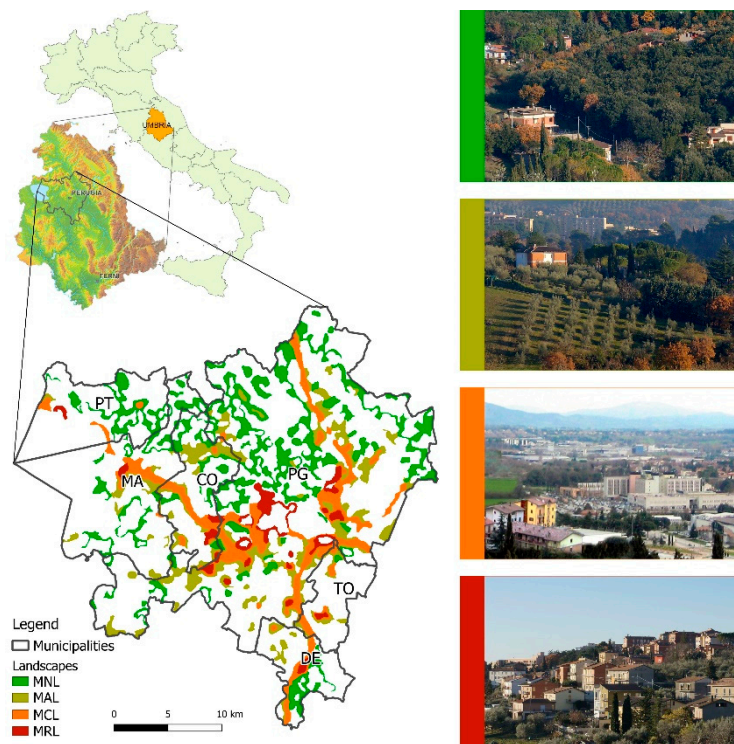 UMBRIA
PERUGIA
TERNI
PT
MA
CO
PG
TO
DE
Legend
Municipalities
Landscapes
MNL
MAL
MCL
MRL
0 5 10 km